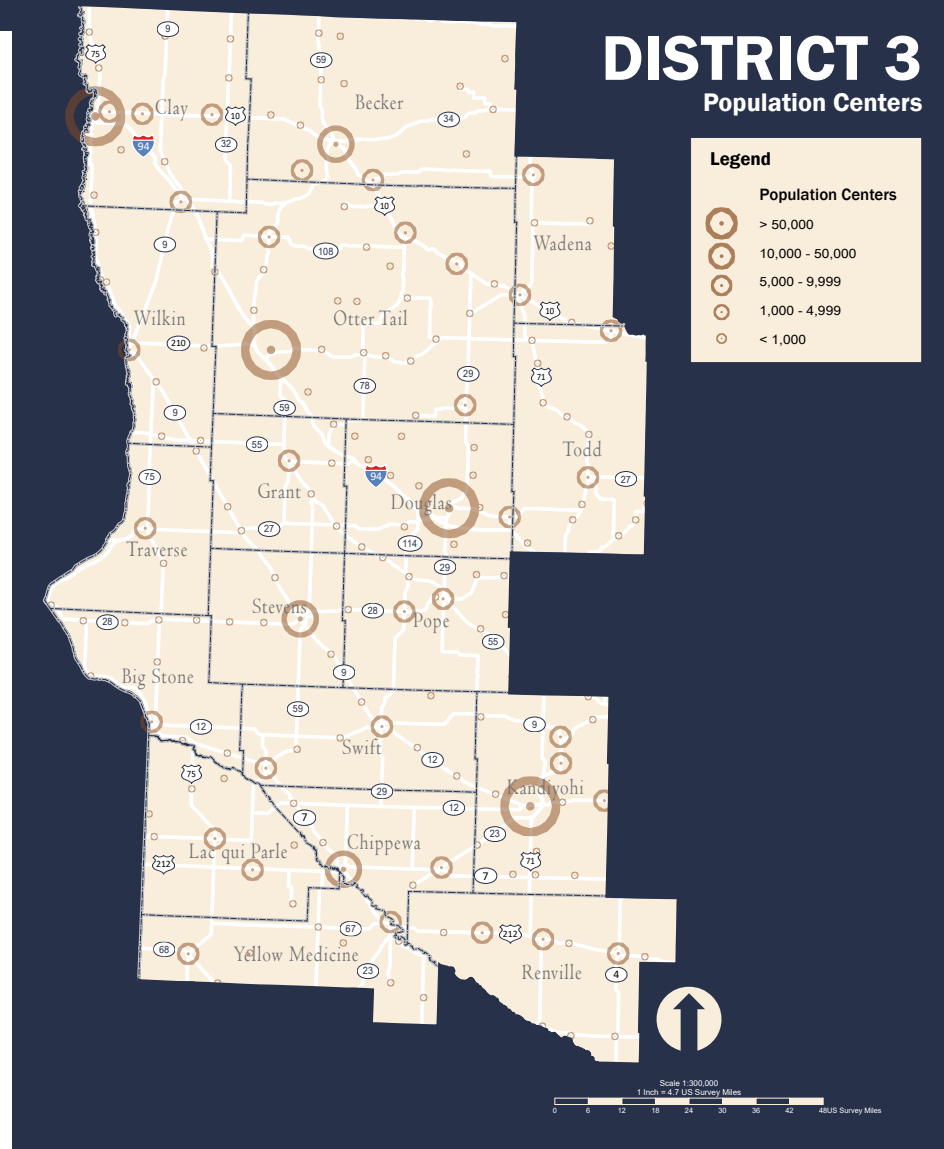 DISTRICT 3
Population Centers
Legend
Population Centers
> 50,000
10,000 - 50,000
5,000 - 9,999
1,000 - 4,999
< 1,000
9
75
59
Becker
Clay
10
34
94
32
10
9
108
Wadena
Wilkin
Otter Tail
10
210
29
71
78
59
9
55
Todd
75
94
27
Grant
Douglas
27
114
Traverse
29
Stevens
28
Pope
28
55
9
Big Stone
59
9
12
Swift
12
75
Kandiyohi
29
12
7
23
Chippewa
Lac qui Parle
212
71
7
67
212
68
Yellow Medicine
23
Renville
4
Scale 1:300,000
1 Inch = 4.7 US Survey Miles
0 6 12 18 24 30 36 42 48US Survey Miles